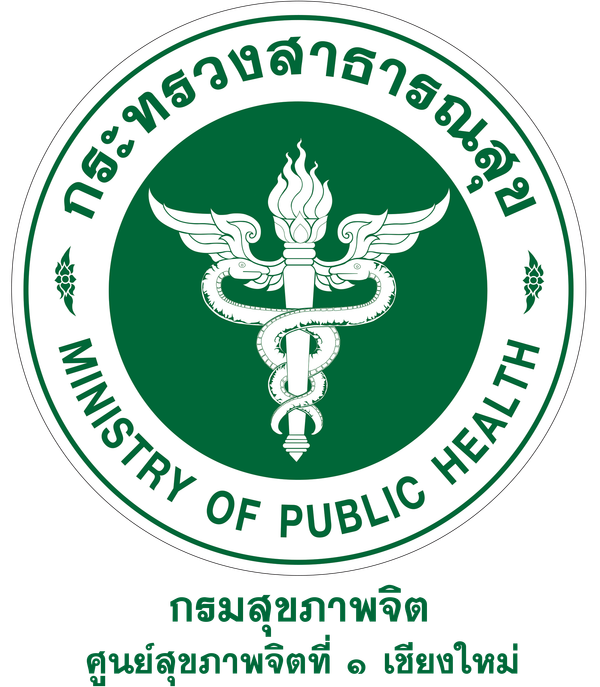 กระทรวงสาธารณสุข
MINISTRY OF PUBLIC HEALTH
กรมสุขภาพจิต
ศูนย์สุขภาพจิตที่ ๑ เชียงใหม่